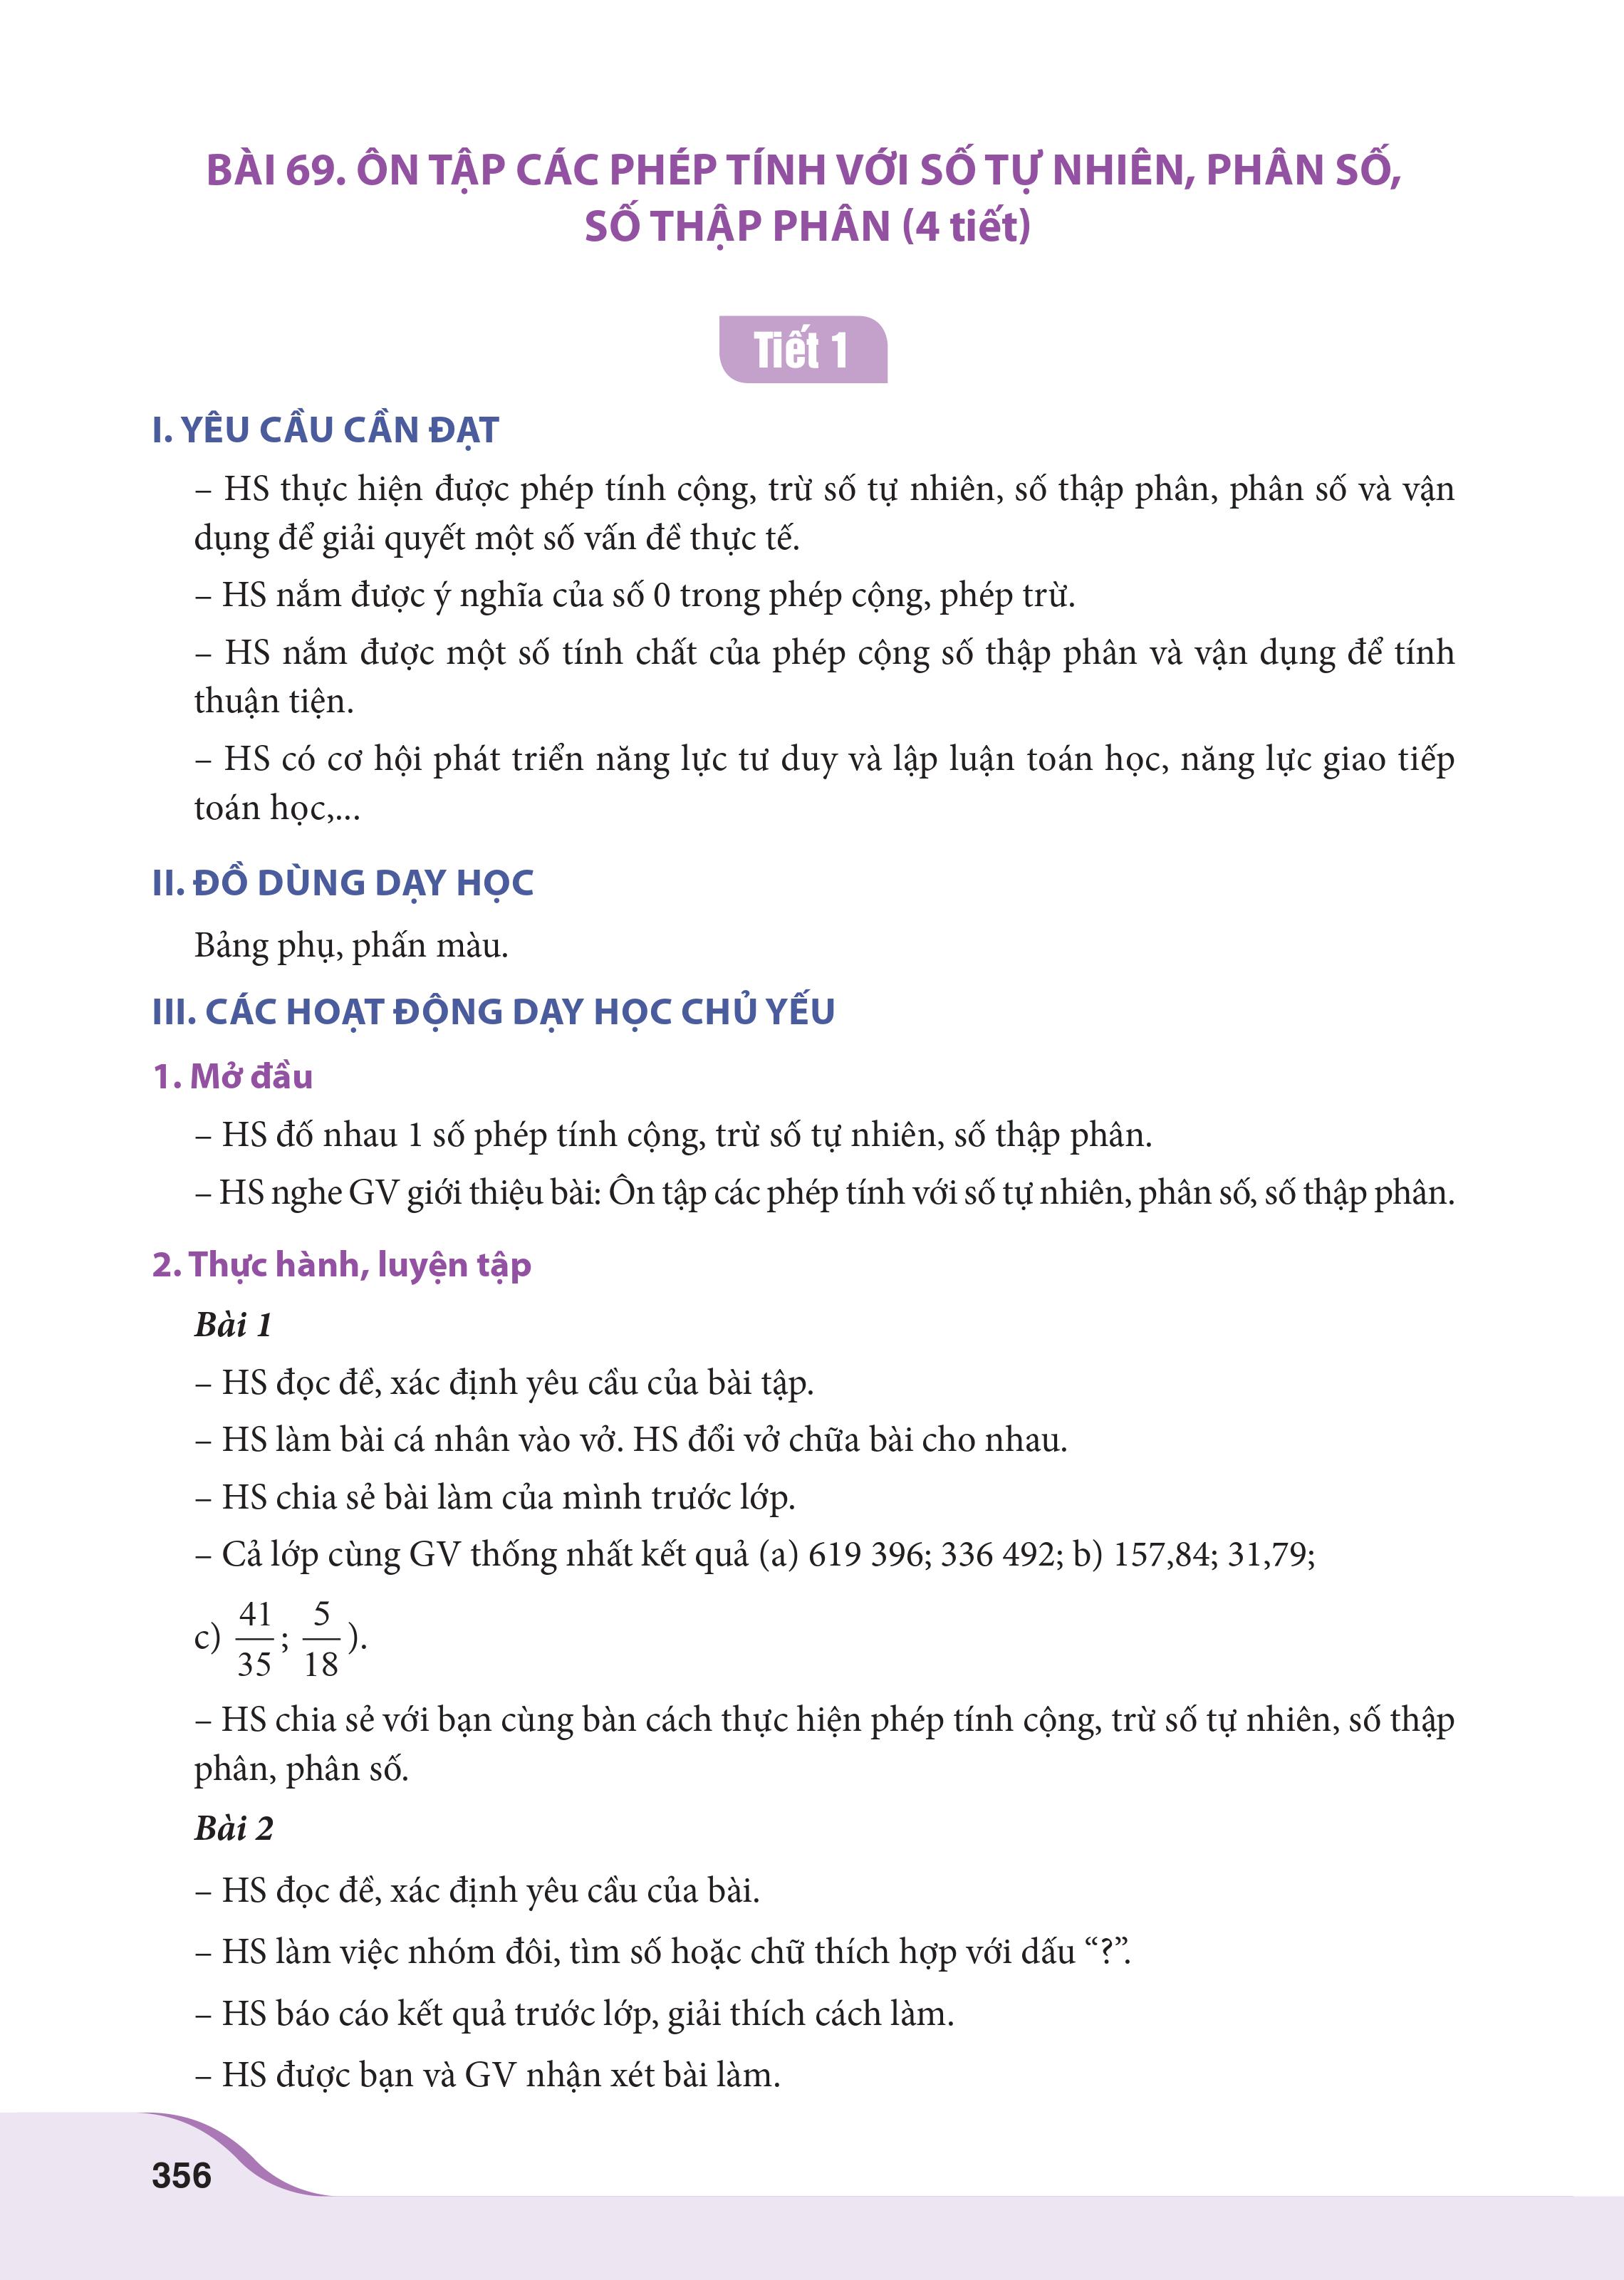 BÀI 69. ÔN TẬP CÁC PHÉP TÍNH VỚI SỐ TỰ NHIÊN, PHÂN SỐ,
SỐ THẬP PHÂN (4 tiết)
Tiết 1
I. YÊU CẦU CẦN ĐẠT
– HS thực hiện được phép tính cộng, trừ số tự nhiên, số thập phân, phân số và vận
dụng để giải quyết một số vấn đề thực tế.
– HS nắm được ý nghĩa của số 0 trong phép cộng, phép trừ.
– HS nắm được một số tính chất của phép cộng số thập phân và vận dụng để tính
thuận tiện.
– HS có cơ hội phát triển năng lực tư duy và lập luận toán học, năng lực giao tiếp
toán học,...
II. ĐỒ DÙNG DẠY HỌC
Bảng phụ, phấn màu.
III. CÁC HOẠT ĐỘNG DẠY HỌC CHỦ YẾU
1. Mở đầu
– HS đố nhau 1 số phép tính cộng, trừ số tự nhiên, số thập phân.
– HS nghe GV giới thiệu bài: Ôn tập các phép tính với số tự nhiên, phân số, số thập phân.
2. Thực hành, luyện tập
Bài 1
– HS đọc đề, xác định yêu cầu của bài tập.
– HS làm bài cá nhân vào vở. HS đổi vở chữa bài cho nhau.
– HS chia sẻ bài làm của mình trước lớp.
– Cả lớp cùng GV thống nhất kết quả (a) 619 396; 336 492; b) 157,84; 31,79;
c) 41/35; 5/18).
– HS chia sẻ với bạn cùng bàn cách thực hiện phép tính cộng, trừ số tự nhiên, số thập
phân, phân số.
Bài 2
– HS đọc đề, xác định yêu cầu của bài.
– HS làm việc nhóm đôi, tìm số hoặc chữ thích hợp với dấu “?”.
– HS báo cáo kết quả trước lớp, giải thích cách làm.
– HS được bạn và GV nhận xét bài làm.
356